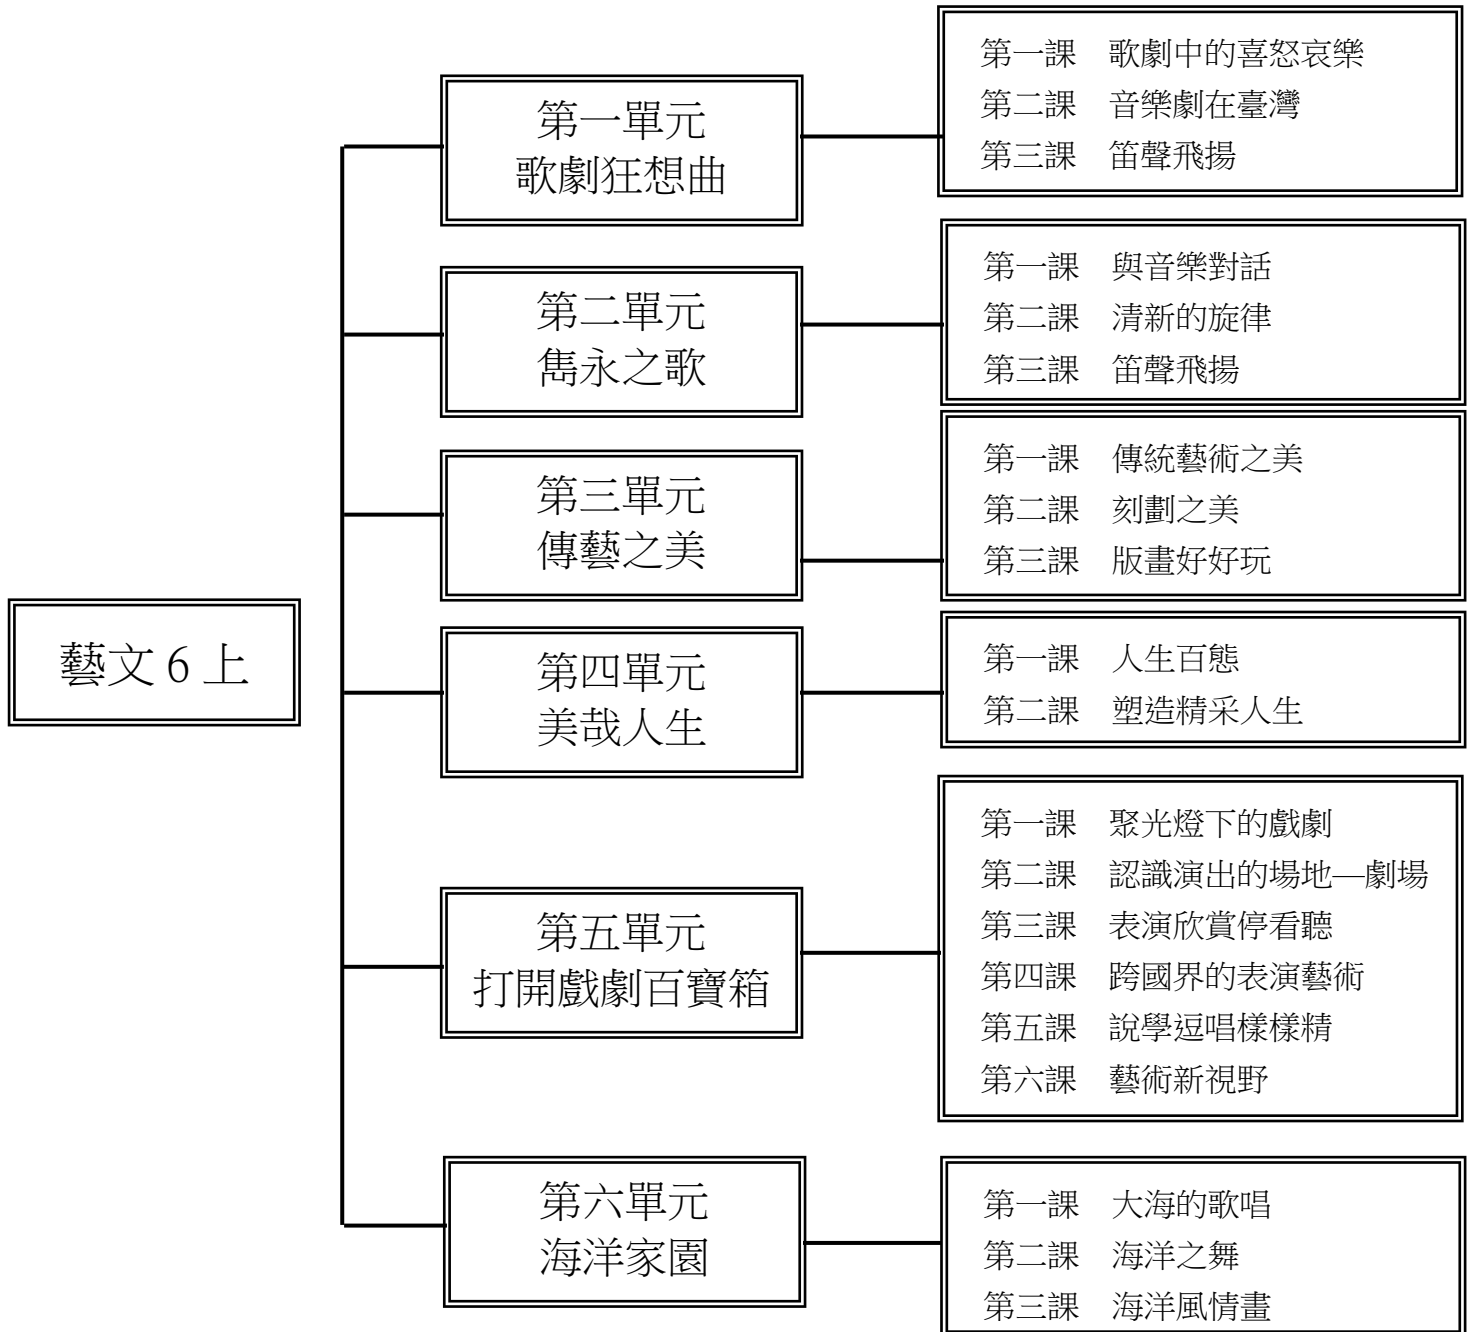 藝文 6 上
第一單元
歌劇狂想曲
第一課 歌劇中的喜怒哀樂
第二課 音樂劇在臺灣
第三課 笛聲飛揚
第二單元
雋永之歌
第一課 與音樂對話
第二課 清新的旋律
第三課 笛聲飛揚
第三單元
傳藝之美
第一課 傳統藝術之美
第二課 刻劃之美
第三課 版畫好好玩
第四單元
美哉人生
第一課 人生百態
第二課 塑造精采人生
第五單元
打開戲劇百寶箱
第一課 聚光燈下的戲劇
第二課 認識演出的場地—劇場
第三課 表演欣賞停看聽
第四課 跨國界的表演藝術
第五課 說學逗唱樣樣精
第六課 藝術新視野
第六單元
海洋家園
第一課 大海的歌唱
第二課 海洋之舞
第三課 海洋風情畫